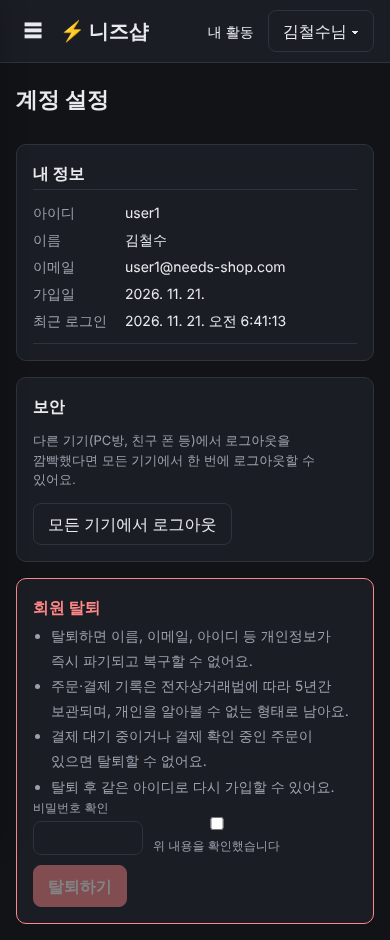 ☰ ⚡ 니즈샵 내 활동 김철수님
계정 설정
내 정보
아이디 user1
이름 김철수
이메일 user1@needs-shop.com
가입일 2026. 11. 21.
최근 로그인 2026. 11. 21. 오전 6:41:13
보안
다른 기기(PC방, 친구 폰 등)에서 로그아웃을
깜빡했다면 모든 기기에서 한 번에 로그아웃할 수
있어요.
모든 기기에서 로그아웃
회원 탈퇴
• 탈퇴하면 이름, 이메일, 아이디 등 개인정보가
즉시 파기되고 복구할 수 없어요.
• 주문·결제 기록은 전자상거래법에 따라 5년간
보관되며, 개인을 알아볼 수 없는 형태로 남아요.
• 결제 대기 중이거나 결제 확인 중인 주문이
있으면 탈퇴할 수 없어요.
• 탈퇴 후 같은 아이디로 다시 가입할 수 있어요.
비밀번호 확인
위 내용을 확인했습니다
탈퇴하기